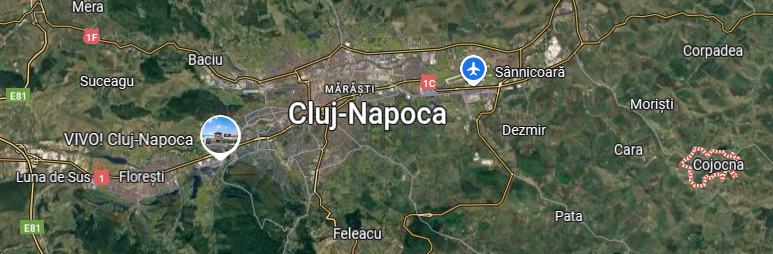 Mera
1F
Corpadea
Baciu
Sânnicoară
Suceagu
MĂRĂȘTI
1C
E81
Cluj-Napoca
Moriști
Dezmir
VIVO! Cluj-Napoca
Cara
Cojocna
Luna de Sus
1
Florești
Pata
E81
Feleacu